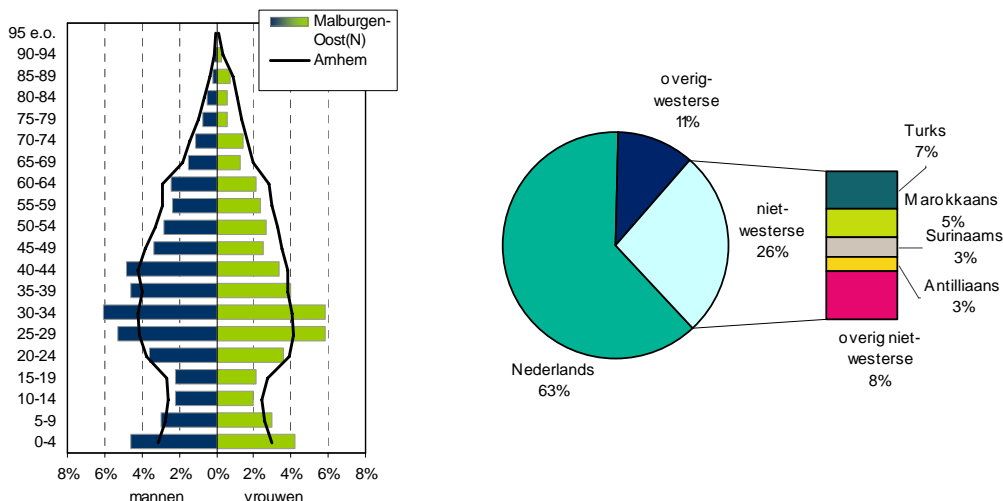 95 e.o.
90-94
85-89
80-84
75-79
70-74
65-69
60-64
55-59
50-54
45-49
40-44
35-39
30-34
25-29
20-24
15-19
10-14
5-9
0-4
8% 6% 4% 2% 0% 2% 4% 6% 8%
mannen vrouwen
Malburgen-
Oost(N)
Arnhem
overig-
westerse
11%
niet-
westerse
26%
Nederlands
63%
Turks
7%
Marokkaans
5%
Surinaams
3%
Antilliaans
3%
overig niet-
westerse
8%